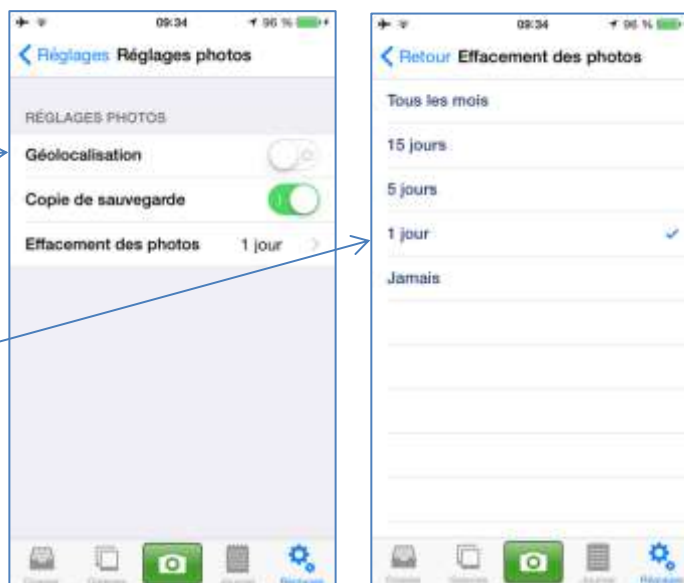 09:34 96 %
Réglages Réglages photos
RÉGLAGES PHOTOS
Géolocalisation
Copie de sauvegarde
Effacement des photos 1 jour
Réglages
09:34 96 %
Retour Effacement des photos
Tous les mois
15 jours
5 jours
1 jour
Jamais
Réglages